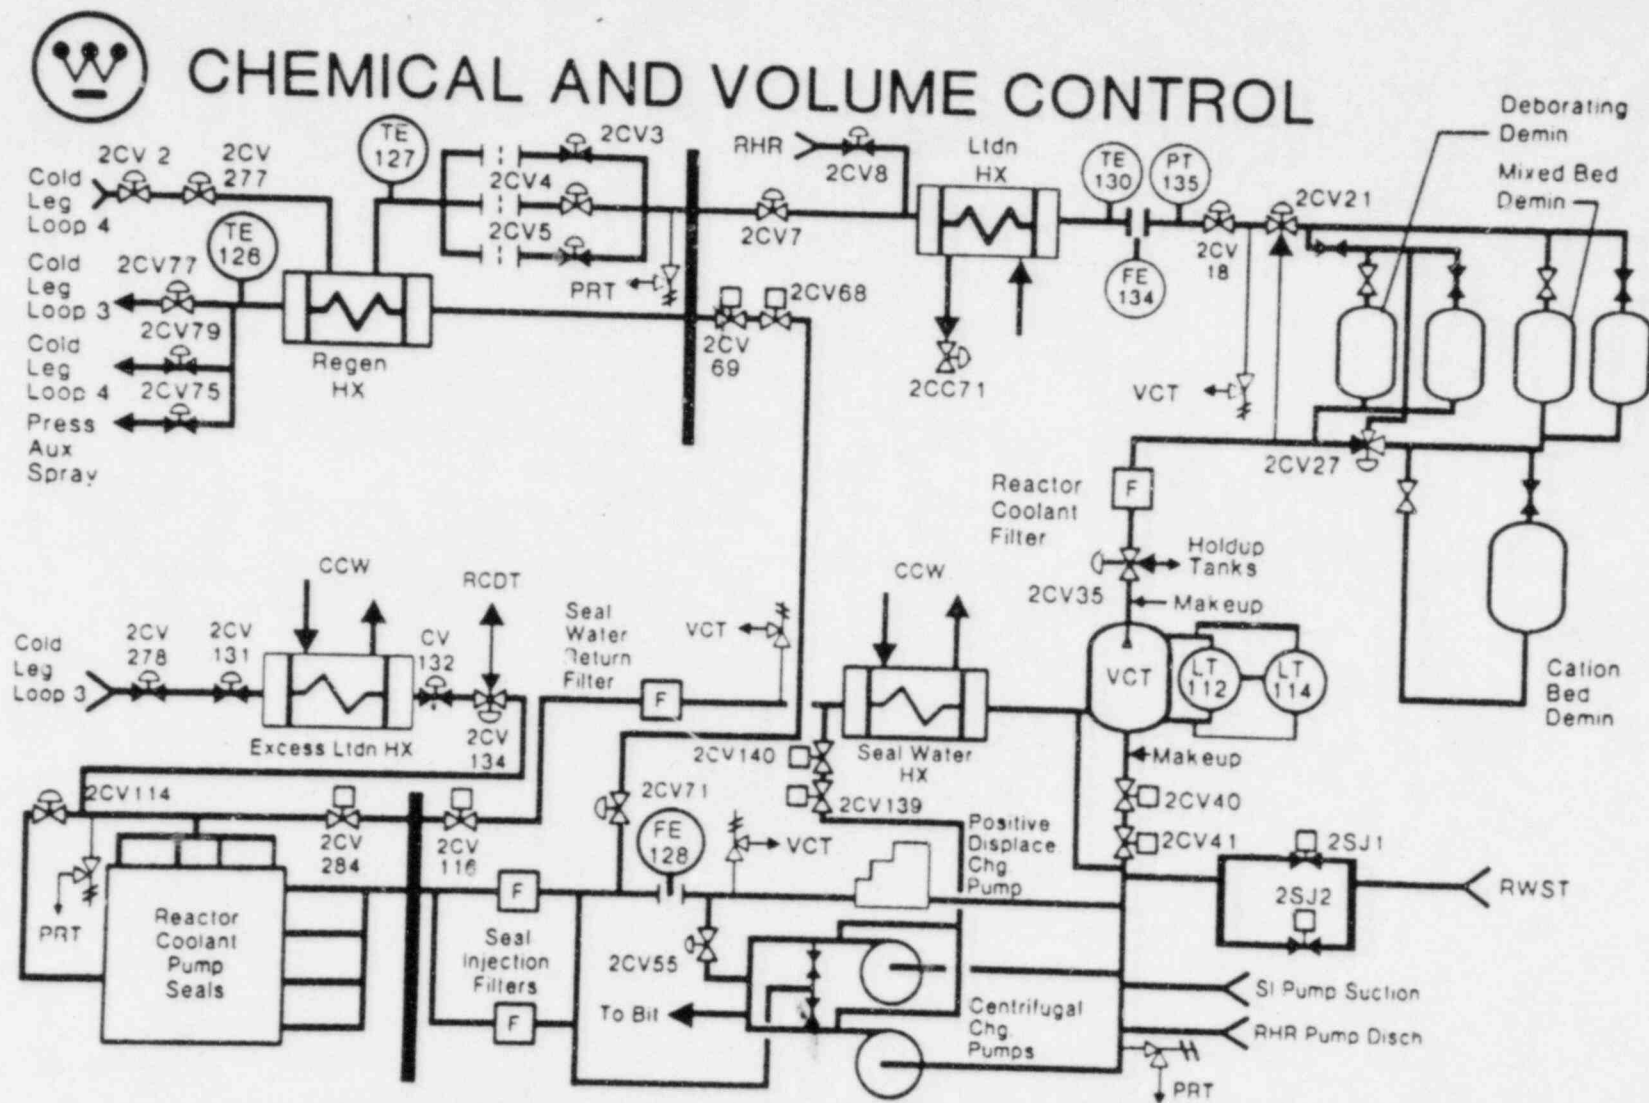 CHEMICAL AND VOLUME CONTROL
Deborating
Demin
Mixed Bed
Demin
2CV 2
2CV
277
TE
127
2CV3
2CV4
2CV5
RHR
2CV8
Ltdn
HX
TE
130
PT
135
2CV21
Cold
Leg
Loop 4
TE
126
2CV7
2CV
18
FE
134
Cold
Leg
Loop 3
2CV77
PRT
2CV68
2CV
69
2CV79
Cold
Leg
Loop 4
Regen
HX
2CC71
VCT
2CV75
Press
Aux
Spray
2CV27
Reactor
Coolant
Filter
F
Holdup
Tanks
2CV35
Makeup
CCW
RCDT
Seal
Water
Return
Filter
VCT
CCW
Cold
Leg
Loop 3
2CV
278
2CV
131
CV
132
F
VCT
LT
112
LT
114
Cation
Bed
Demin
Excess Ltdn HX
2CV
134
2CV140
Seal Water
HX
Makeup
2CV114
2CV71
2CV139
2CV40
2CV
284
2CV
116
FE
128
VCT
Positive
Displace.
Chg
Pump
2CV41
2SJ1
2SJ2
RWST
PRT
Reactor
Coolant
Pump
Seals
F
Seal
Injection
Filters
F
2CV55
To Bit
Centrifugal
Chg.
Pumps
SI Pump Suction
RHR Pump Disch
PRT